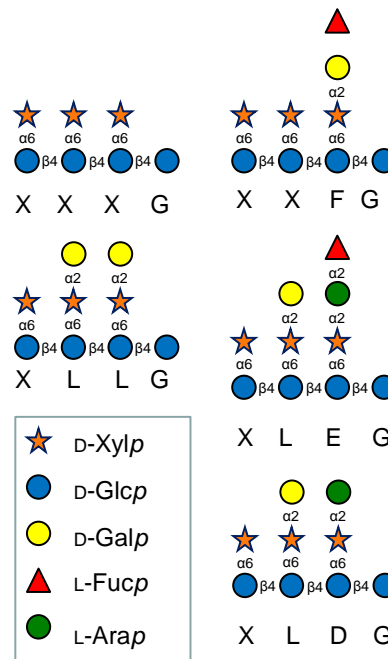 α6 α6 α6
β4 β4 β4
X X X G
α2
α6 α6 α6
β4 β4 β4
X X F G
α2 α2
α6 α6 α6
β4 β4 β4
X L L G
α2
α2 α2
α6 α6 α6
β4 β4 β4
X L E G
D-Xylp
D-Glcp
D-Galp
L-Fucp
L-Arap
α2 α2
α6 α6 α6
β4 β4 β4
X L D G